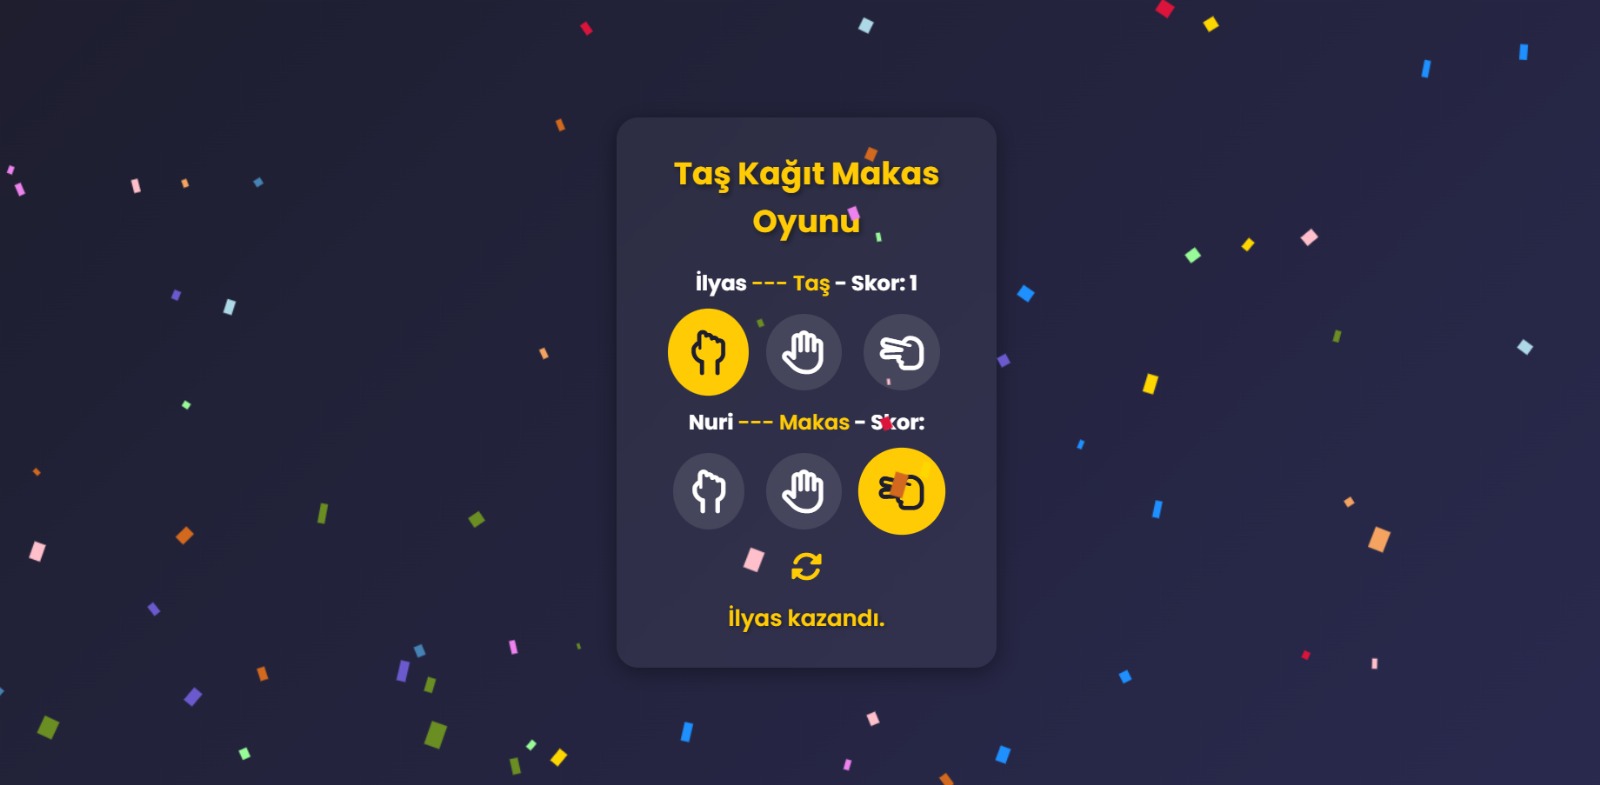 Taş Kağıt Makas
Oyunu
İlyas --- Taş - Skor: 1
Nuri --- Makas - Skor:
İlyas kazandı.